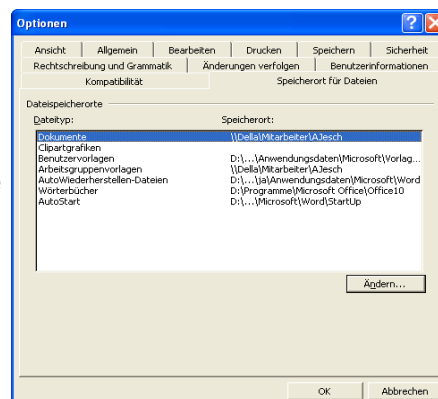 Optionen
Ansicht Allgemein Bearbeiten Drucken Speichern Sicherheit
Rechtschreibung und Grammatik Änderungen verfolgen Benutzerinformationen
Kompatibilität Speicherort für Dateien
Dateispeicherorte
Dateityp: Speicherort:
Dokumente \\Della\Mitarbeiter\AJesch
Clipartgrafiken
Benutzervorlagen D:\...\Anwendungsdaten\Microsoft\Vorlag...
Arbeitsgruppenvorlagen \\Della\Mitarbeiter\AJesch
AutoWiederherstellen-Dateien D:\...\ja\Anwendungsdaten\Microsoft\Word
Wörterbücher D:\Programme\Microsoft Office\Office10
AutoStart D:\...\Microsoft\Word\StartUp
Ändern...
OK Abbrechen